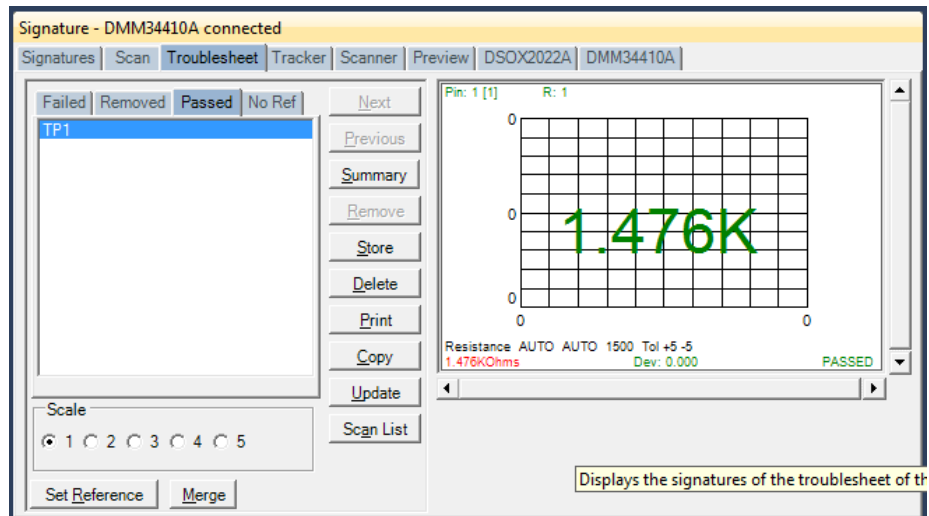 Signature - DMM34410A connected
Signatures Scan Troublesheet Tracker Scanner Preview DSOX2022A DMM34410A
Failed Removed Passed No Ref
TP1
Next
Previous
Summary
Remove
Store
Delete
Print
Copy
Update
Scan List
Scale
1 2 3 4 5
Set Reference Merge
Pin: 1 [1] R: 1
0
0
1.476K
0
0 0
Resistance AUTO AUTO 1500 Tol +5 -5
1.476KOhms Dev: 0.000 PASSED
Displays the signatures of the troublesheet of th